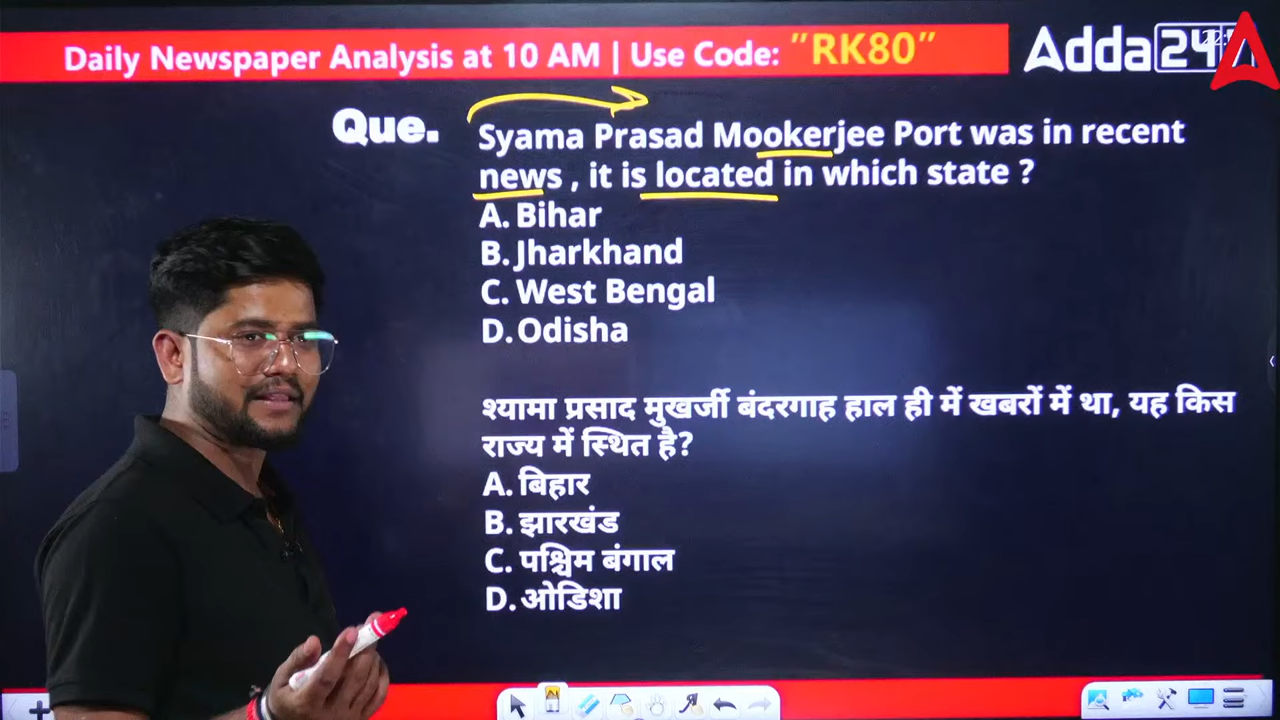 Daily Newspaper Analysis at 10 AM | Use Code: "RK80"
Adda247
Que. Syama Prasad Mookerjee Port was in recent
news , it is located in which state ?
A. Bihar
B. Jharkhand
C. West Bengal
D. Odisha
श्यामा प्रसाद मुखर्जी बंदरगाह हाल ही में खबरों में था, यह किस
राज्य में स्थित है?
A. बिहार
B. झारखंड
C. पश्चिम बंगाल
D. ओडिशा